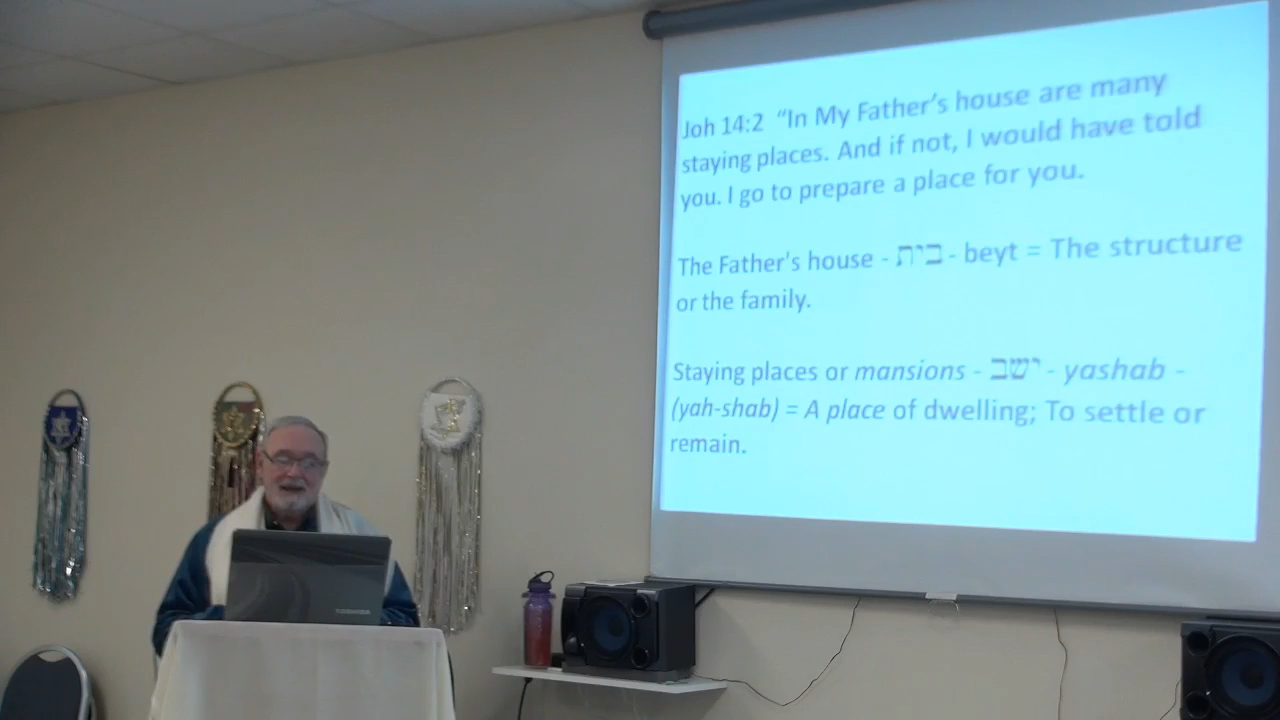 Joh 14:2 “In My Father’s house are many
staying places. And if not, I would have told
you. I go to prepare a place for you.
The Father's house - בית - beyt = The structure
or the family.
Staying places or mansions - ישב - yashab -
(yah-shab) = A place of dwelling; To settle or
remain.
TOSHIBA